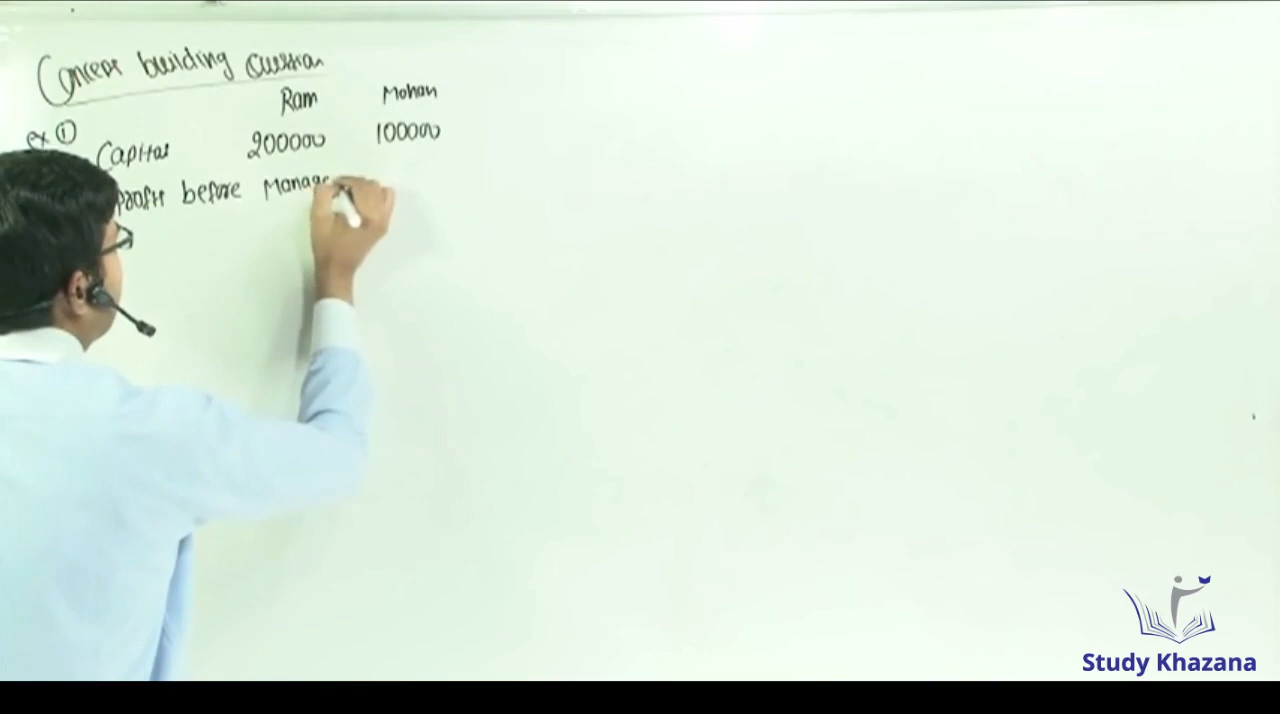 Concept building Question
Ram Mohan
ex ①
Capital 200000 100000
profit before Manage
Study Khazana